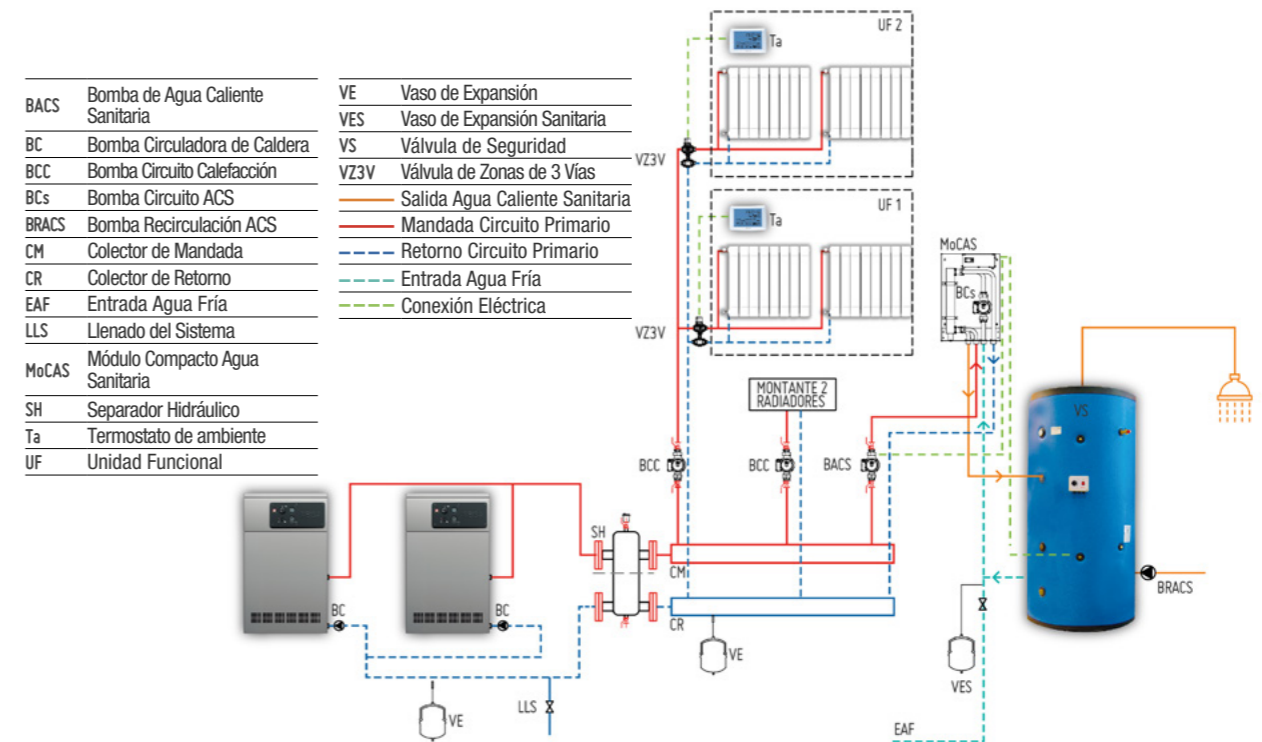 BACS Bomba de Agua Caliente
Sanitaria
BC Bomba Circuladora de Caldera
BCC Bomba Circuito Calefacción
BCs Bomba Circuito ACS
BRACS Bomba Recirculación ACS
CM Colector de Mandada
CR Colector de Retorno
EAF Entrada Agua Fría
LLS Llenado del Sistema
MoCAS Módulo Compacto Agua
Sanitaria
SH Separador Hidráulico
Ta Termostato de ambiente
UF Unidad Funcional
VE Vaso de Expansión
VES Vaso de Expansión Sanitaria
VS Válvula de Seguridad
VZ3V Válvula de Zonas de 3 Vías
Salida Agua Caliente Sanitaria
Mandada Circuito Primario
Retorno Circuito Primario
Entrada Agua Fría
Conexión Eléctrica
UF 2
Ta
VZ3V
UF 1
Ta
VZ3V
MoCAS
BCs
MONTANTE 2
RADIADORES
VS
BCC
BCC
BACS
SH
CM
BRACS
BC
BC
CR
VE
VES
LLS
VE
EAF